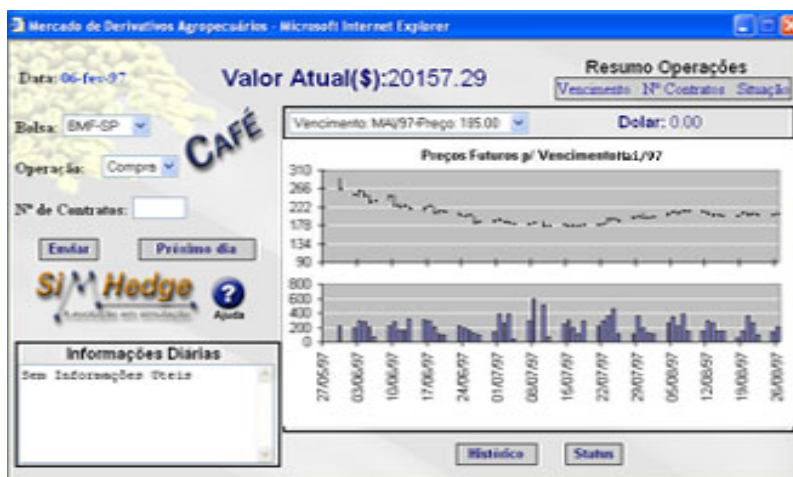 Mercado de Derivativos Agropecuários - Microsoft Internet Explorer
Data: 06-fev-97
Valor Atual($):20157.29
Resumo Operações
Vencimento Nº Contratos Situação
Bolsa: BMF-SP
CAFÉ
Vencimento: MAI/97-Preço: 185.00
Dolar: 0.00
Operação: Compra
Preços Futuros p/ Vencimento
Nº de Contratos:
310
266
222
178
134
90
Enviar
Próximo dia
SiM Hedge
Ajuda
800
600
400
200
0
Informações Diárias
Sem Informações Uteis
27/05/97
03/06/97
10/06/97
17/06/97
24/06/97
01/07/97
08/07/97
15/07/97
22/07/97
29/07/97
05/08/97
12/08/97
19/08/97
26/08/97
Histórico
Status